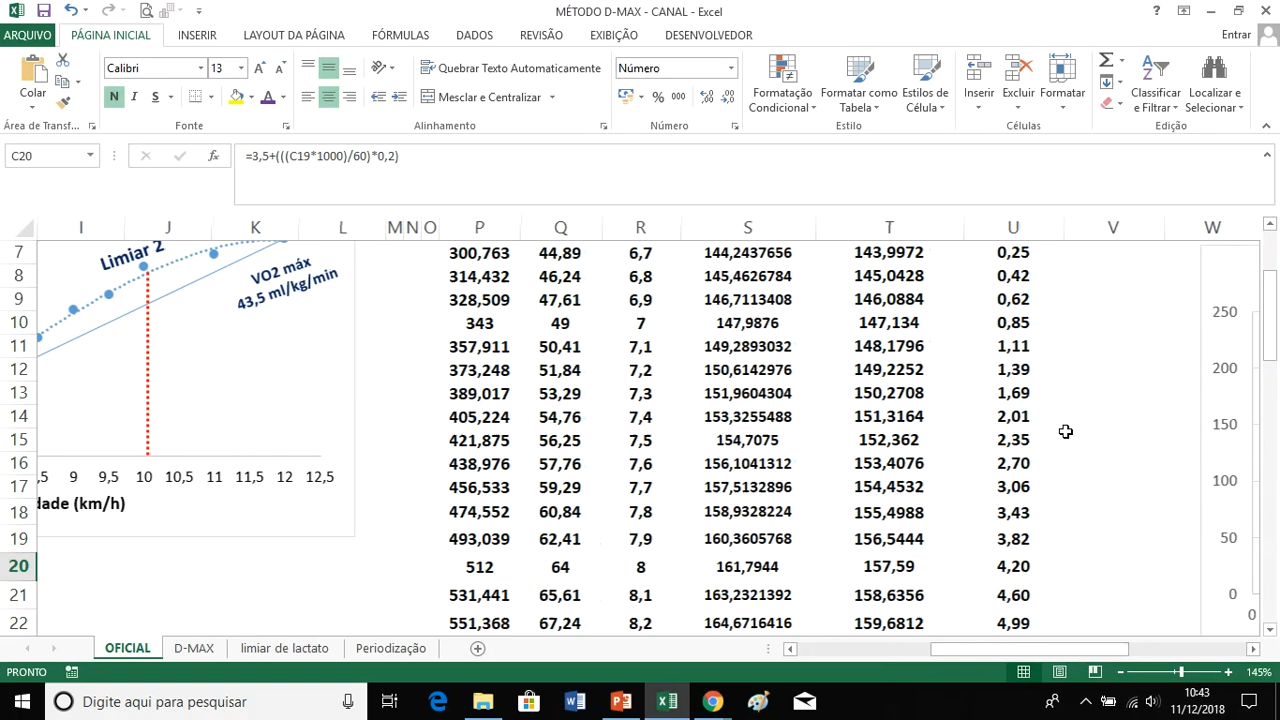 MÉTODO D-MAX - CANAL - Excel
?
ARQUIVO PÁGINA INICIAL INSERIR LAYOUT DA PÁGINA FÓRMULAS DADOS REVISÃO EXIBIÇÃO DESENVOLVEDOR Entrar
Calibri 13 Quebrar Texto Automaticamente Número
Colar N I S Mesclar e Centralizar % 000 Formatação Condicional Formatar como Tabela Estilos de Célula Inserir Excluir Formatar Classificar e Filtrar Localizar e Selecionar
Área de Transf... Fonte Alinhamento Número Estilo Células Edição
C20 fx =3,5+(((C19*1000)/60)*0,2)
I J K L M N O P Q R S T U V W
7 300,763 44,89 6,7 144,2437656 143,9972 0,25
8 314,432 46,24 6,8 145,4626784 145,0428 0,42
9 328,509 47,61 6,9 146,7113408 146,0884 0,62
10 343 49 7 147,9876 147,134 0,85
11 357,911 50,41 7,1 149,2893032 148,1796 1,11
12 373,248 51,84 7,2 150,6142976 149,2252 1,39
13 389,017 53,29 7,3 151,9604304 150,2708 1,69
14 405,224 54,76 7,4 153,3255488 151,3164 2,01
15 421,875 56,25 7,5 154,7075 152,362 2,35
16 438,976 57,76 7,6 156,1041312 153,4076 2,70
17 456,533 59,29 7,7 157,5132896 154,4532 3,06
18 474,552 60,84 7,8 158,9328224 155,4988 3,43
19 493,039 62,41 7,9 160,3605768 156,5444 3,82
20 512 64 8 161,7944 157,59 4,20
21 531,441 65,61 8,1 163,2321392 158,6356 4,60
22 551,368 67,24 8,2 164,6716416 159,6812 4,99
Limiar 2
VO2 máx
43,5 ml/kg/min
,5 9 9,5 10 10,5 11 11,5 12 12,5
dade (km/h)
250
200
150
100
50
0
0
OFICIAL D-MAX limiar de lactato Periodização
PRONTO 145%
Digite aqui para pesquisar
10:43
11/12/2018